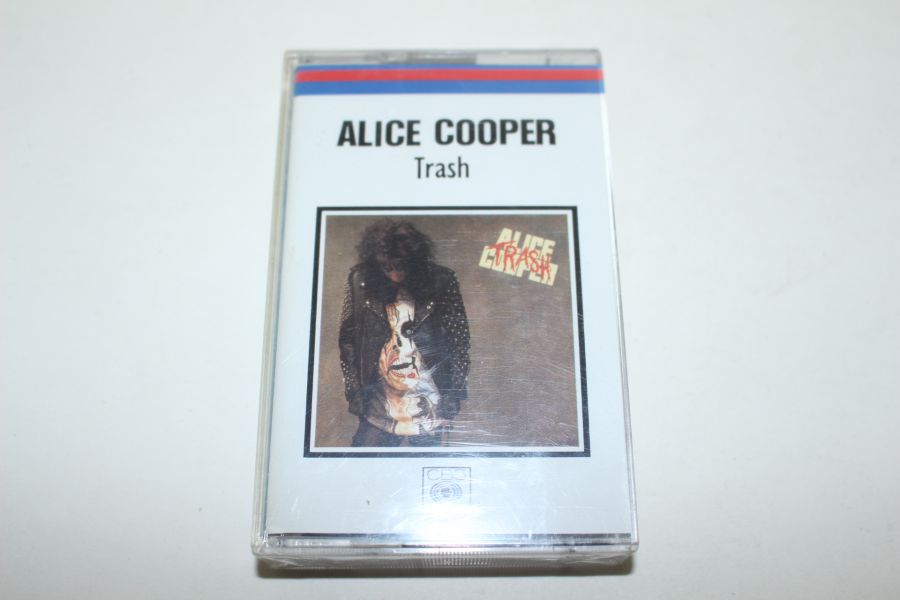 ALICE COOPER
Trash
ALICE
TRASH
COOPER
CBS